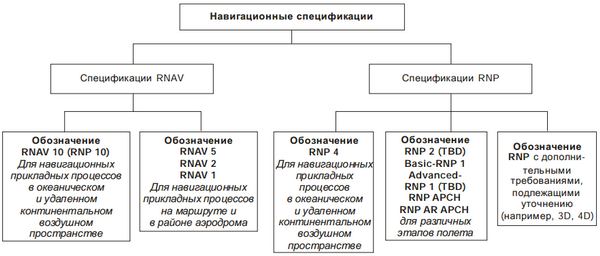 Навигационные спецификации
Спецификации RNAV
Спецификации RNP
Обозначение
RNAV 10 (RNP 10)
Для навигационных
прикладных процессов
в океаническом
и удаленном
континентальном
воздушном
пространстве
Обозначение
RNAV 5
RNAV 2
RNAV 1
Для навигационных
прикладных процессов
на маршруте и
в районе аэродрома
Обозначение
RNP 4
Для навигационных
прикладных
процессов
в океаническом
и удаленном
континентальном
воздушном
пространстве
Обозначение
RNP 2 (TBD)
Basic-RNP 1
Advanced-
RNP 1 (TBD)
RNP APCH
RNP AR APCH
для различных
этапов полета
Обозначение
RNP с дополни-
тельными
требованиями,
подлежащими
уточнению
(например, 3D, 4D)